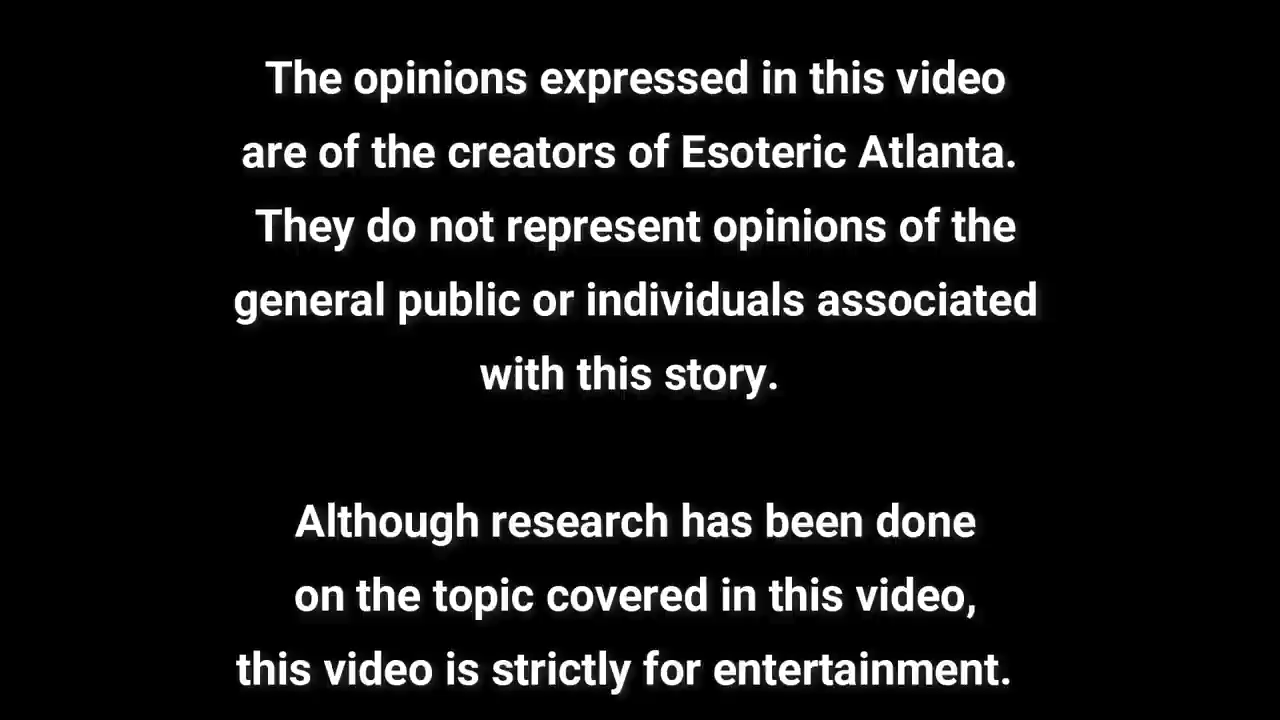 The opinions expressed in this video
are of the creators of Esoteric Atlanta.
They do not represent opinions of the
general public or individuals associated
with this story.
Although research has been done
on the topic covered in this video,
this video is strictly for entertainment.